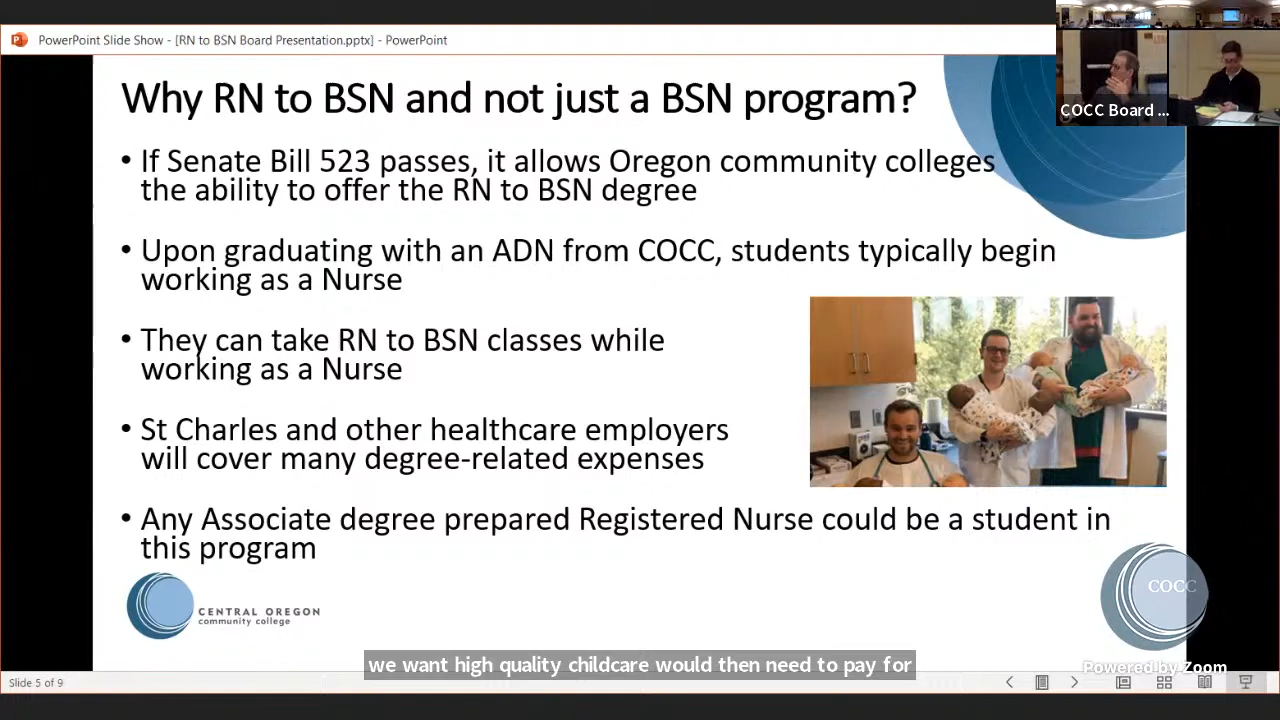 PowerPoint Slide Show - [RN to BSN Board Presentation.pptx] - PowerPoint
COCC Board ...
Why RN to BSN and not just a BSN program?
• If Senate Bill 523 passes, it allows Oregon community colleges
the ability to offer the RN to BSN degree
• Upon graduating with an ADN from COCC, students typically begin
working as a Nurse
• They can take RN to BSN classes while
working as a Nurse
• St Charles and other healthcare employers
will cover many degree-related expenses
• Any Associate degree prepared Registered Nurse could be a student in
this program
CENTRAL OREGON
community college
COCC
we want high quality childcare would then need to pay for
Powered by Zoom
Slide 5 of 9